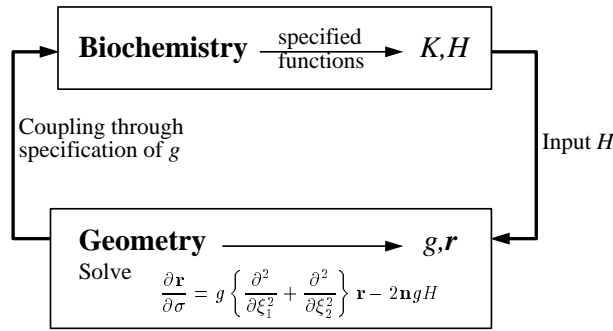 Biochemistry specified functions K,H
Coupling through
specification of g
Input H
Geometry g,r
Solve ∂r/∂σ = g { ∂²/∂ξ₁² + ∂²/∂ξ₂² } r − 2ngH